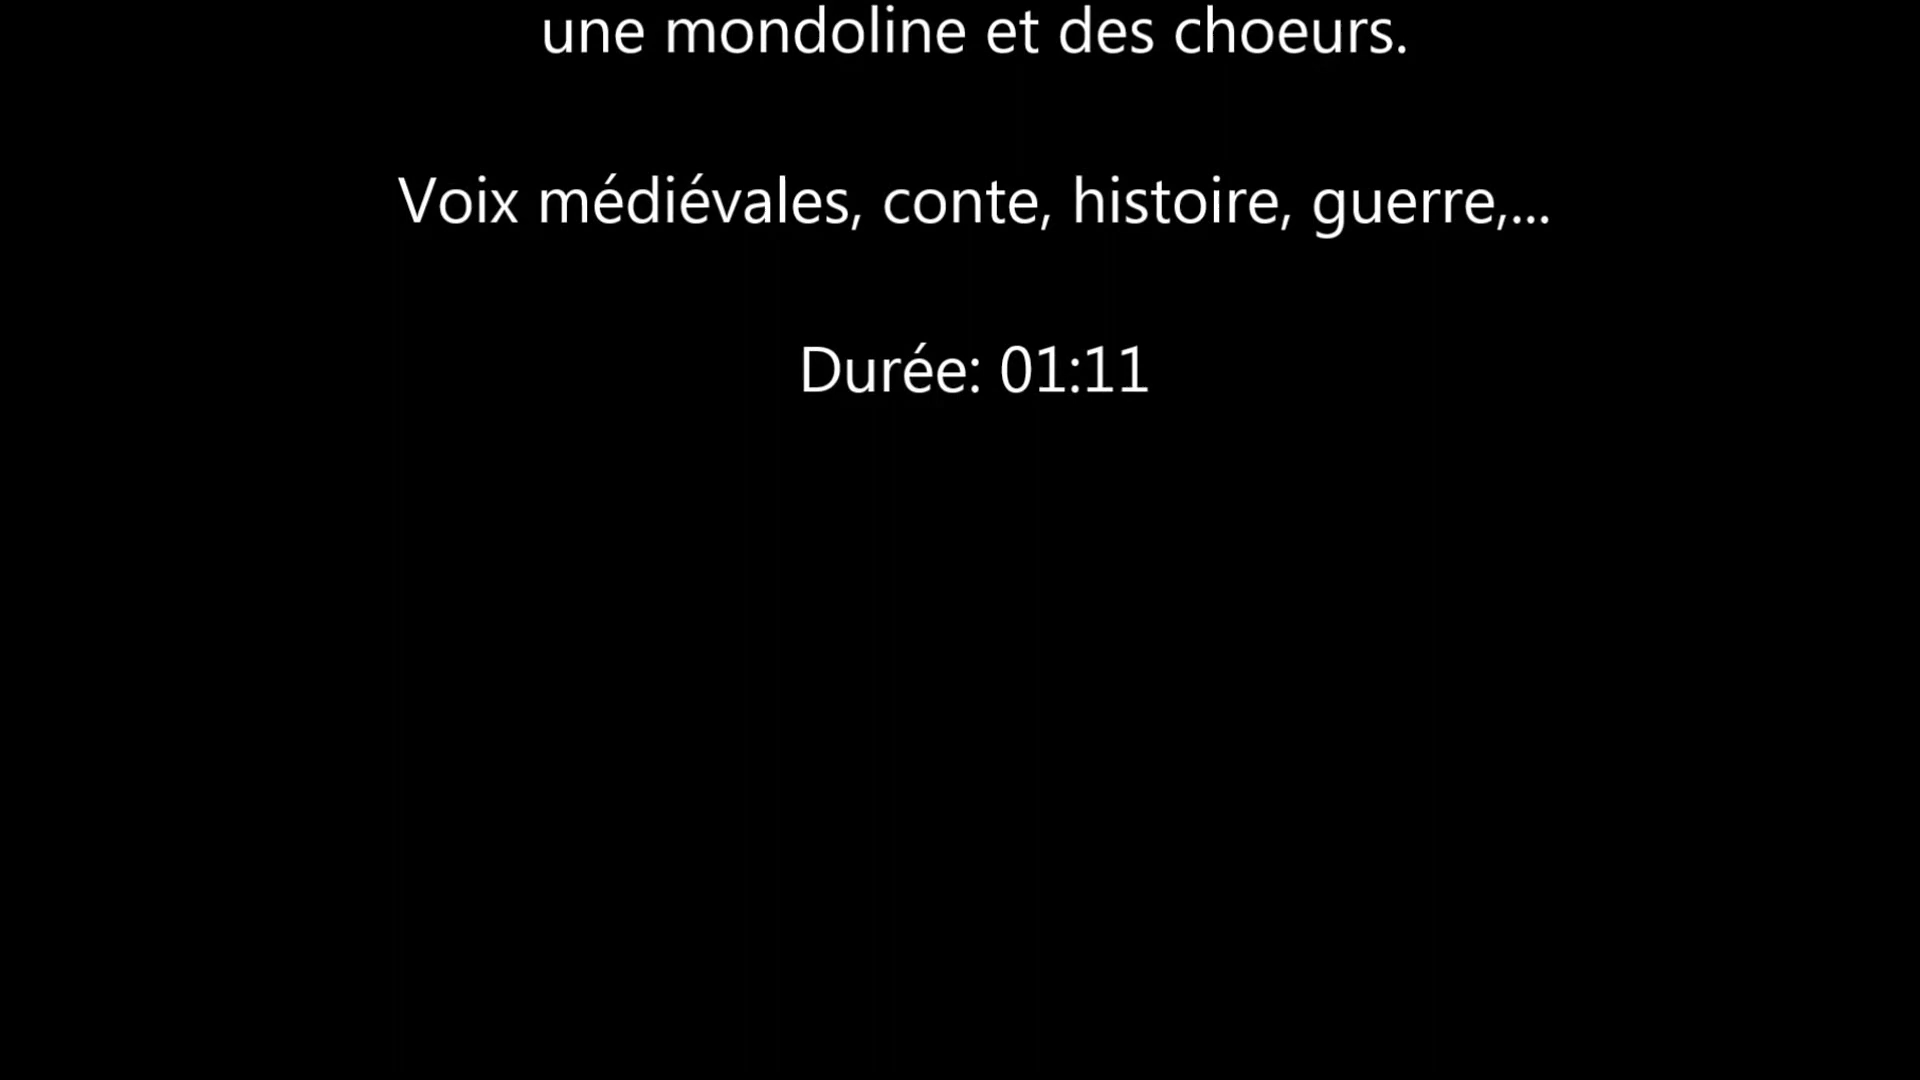 une mondoline et des choeurs.
Voix médiévales, conte, histoire, guerre,...
Durée: 01:11